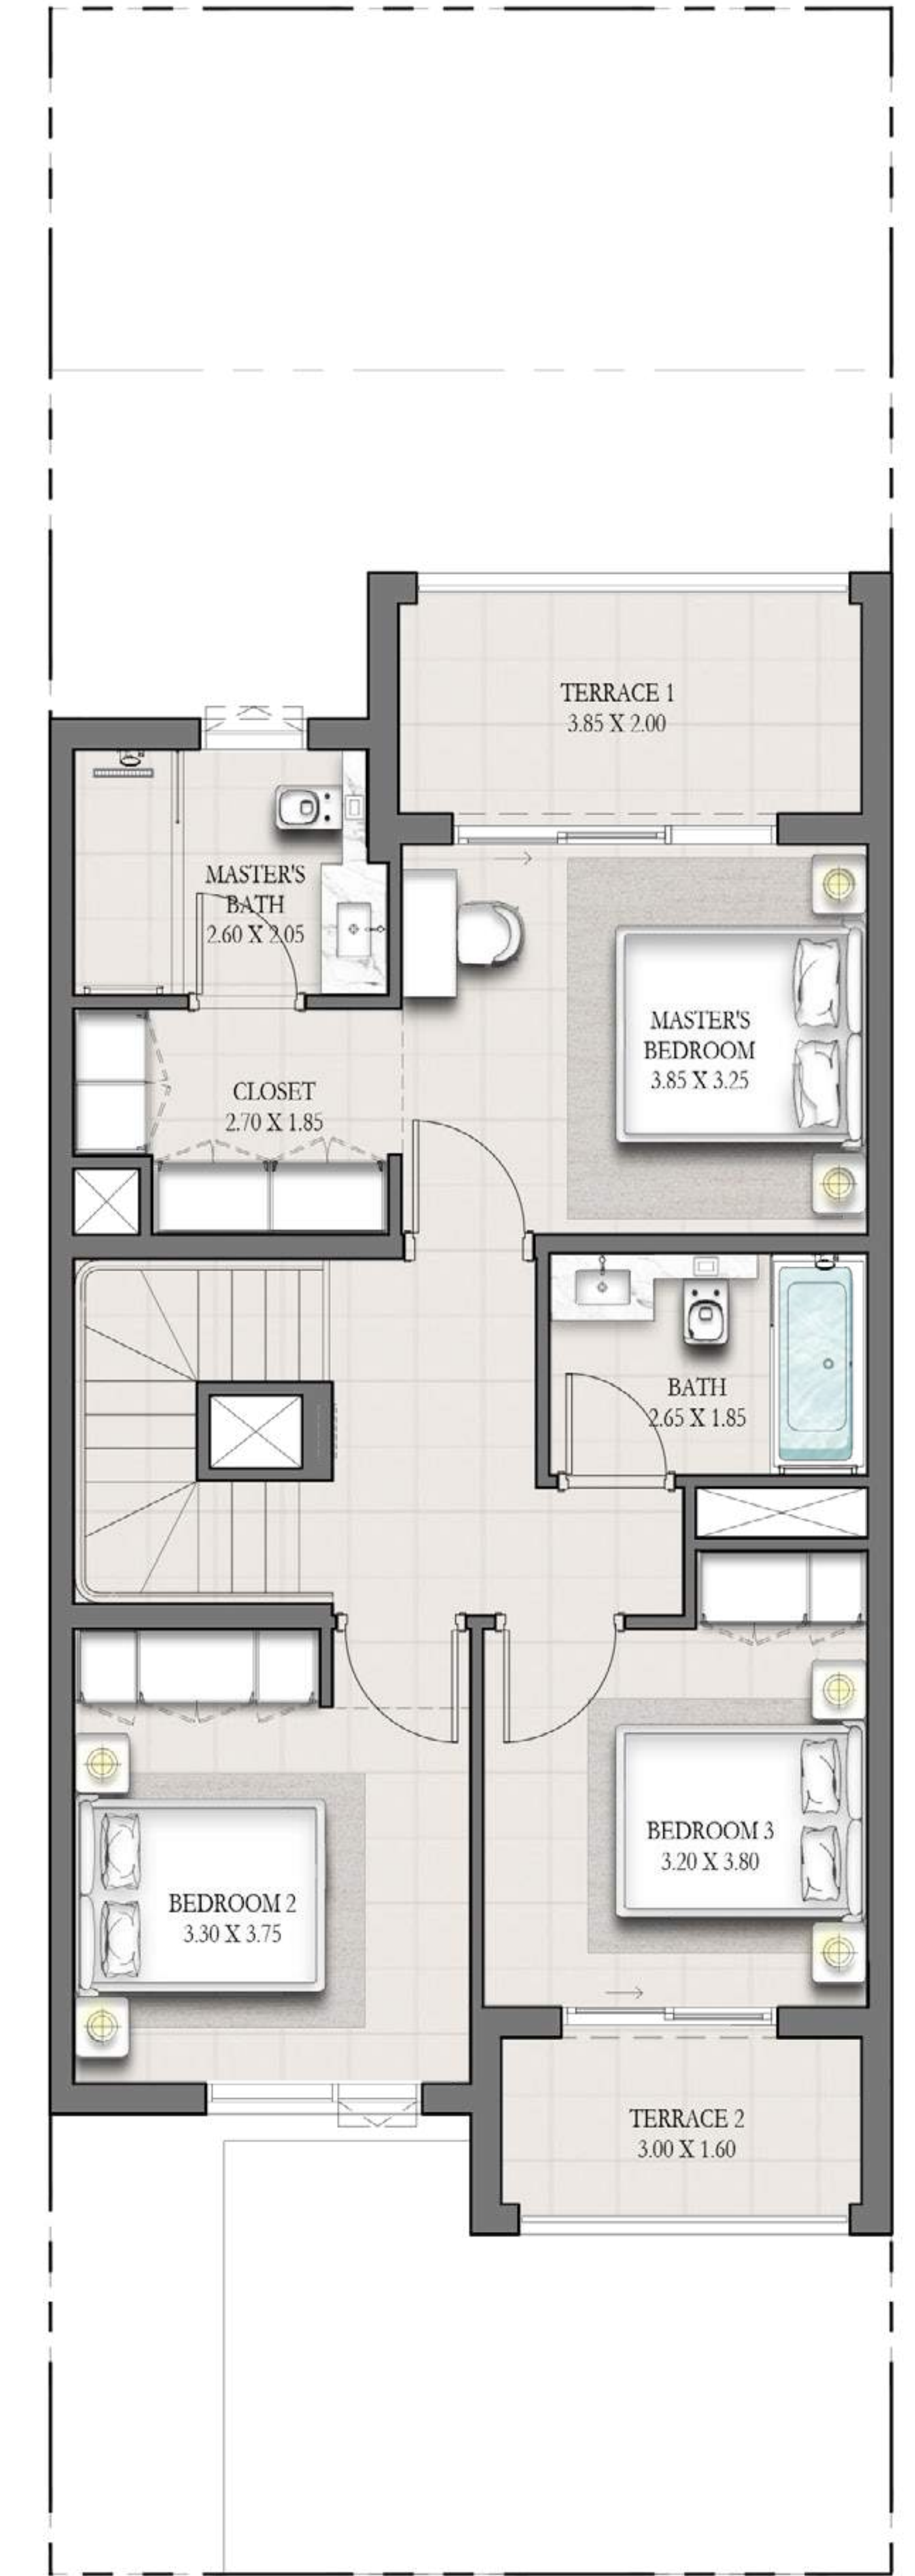 TERRACE 1
3.85 X 2.00
MASTER'S
BATH
2.60 X 2.05
MASTER'S
BEDROOM
3.85 X 3.25
CLOSET
2.70 X 1.85
BATH
2.65 X 1.85
BEDROOM 3
3.20 X 3.80
BEDROOM 2
3.30 X 3.75
TERRACE 2
3.00 X 1.60